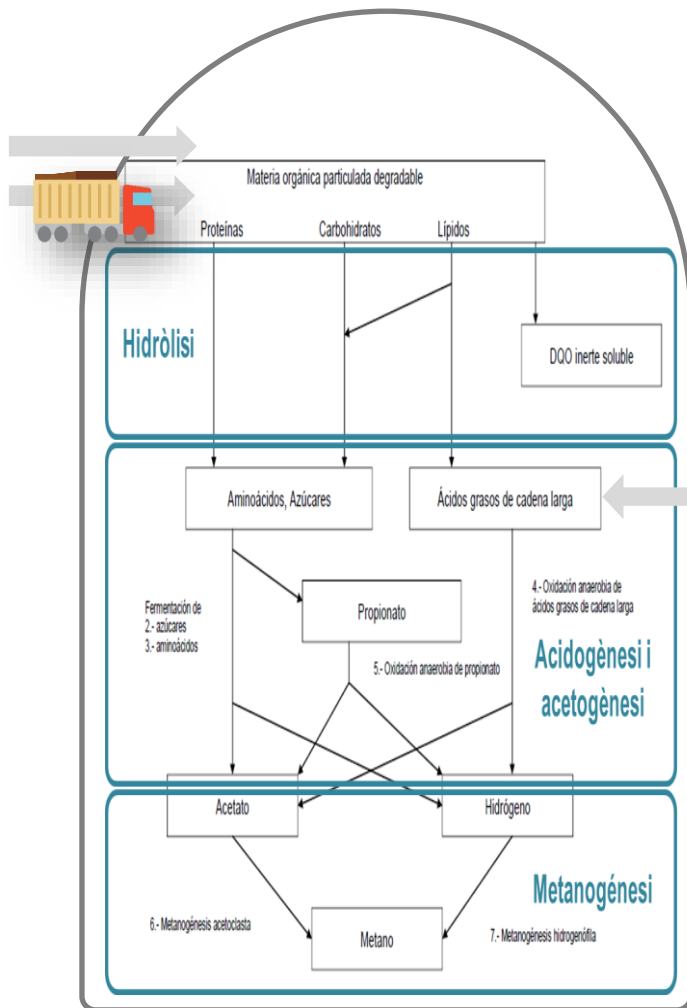 Materia orgánica particulada degradable
Proteínas Carbohidratos Lípidos
Hidròlisi
DQO inerte soluble
Aminoácidos, Azúcares
Ácidos grasos de cadena larga
4.- Oxidación anaerobia de
ácidos grasos de cadena larga
Fermentación de
2.- azúcares
3.- aminoácidos
Propionato
5.- Oxidación anaerobia de propionato
Acidogènesi i
acetogènesi
Acetato
Hidrógeno
Metanogénesi
6.- Metanogénesis acetoclasta
Metano
7.- Metanogénesis hidrogenófila